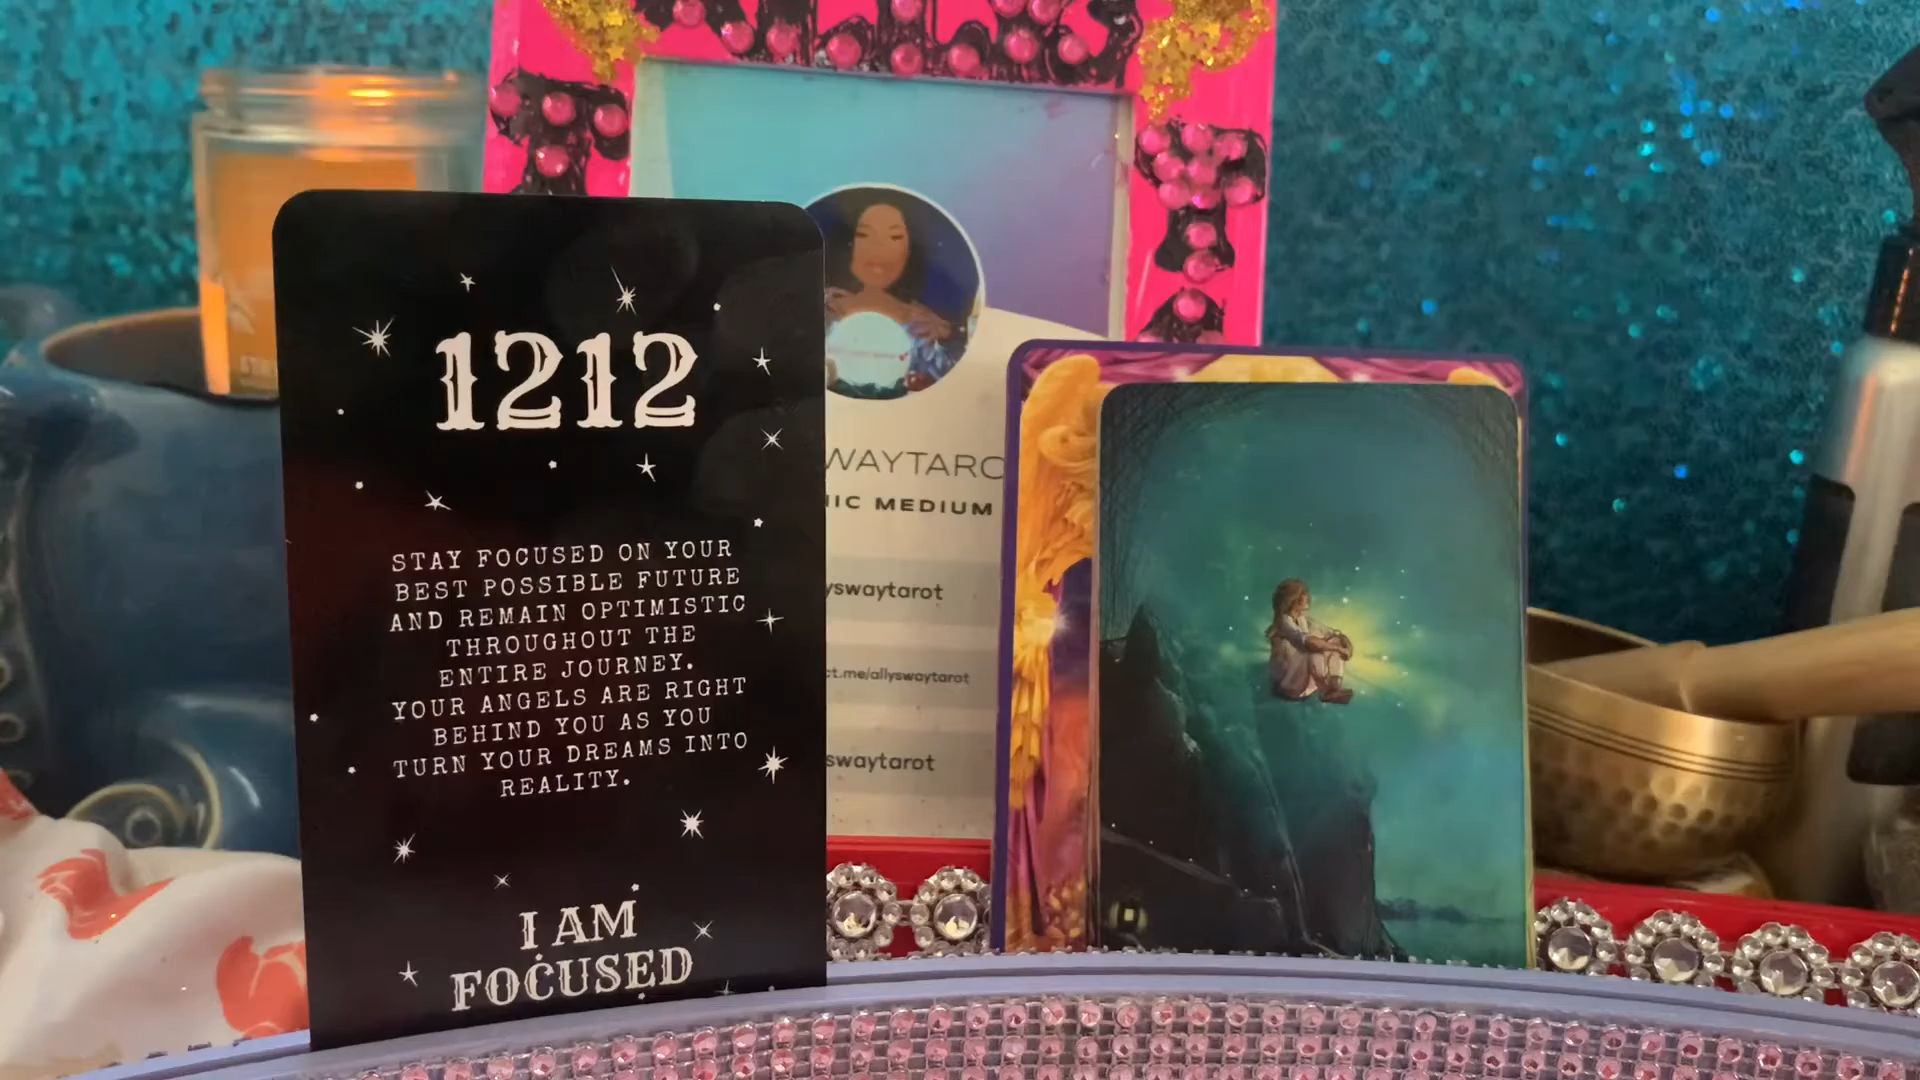 1212
STAY FOCUSED ON YOUR
BEST POSSIBLE FUTURE
AND REMAIN OPTIMISTIC
THROUGHOUT THE
ENTIRE JOURNEY.
YOUR ANGELS ARE RIGHT
BEHIND YOU AS YOU
TURN YOUR DREAMS INTO
REALITY.
I AM
FOCUSED
WAYTARO
IC MEDIUM
yswaytarot
ct.me/allyswaytarot
swaytarot